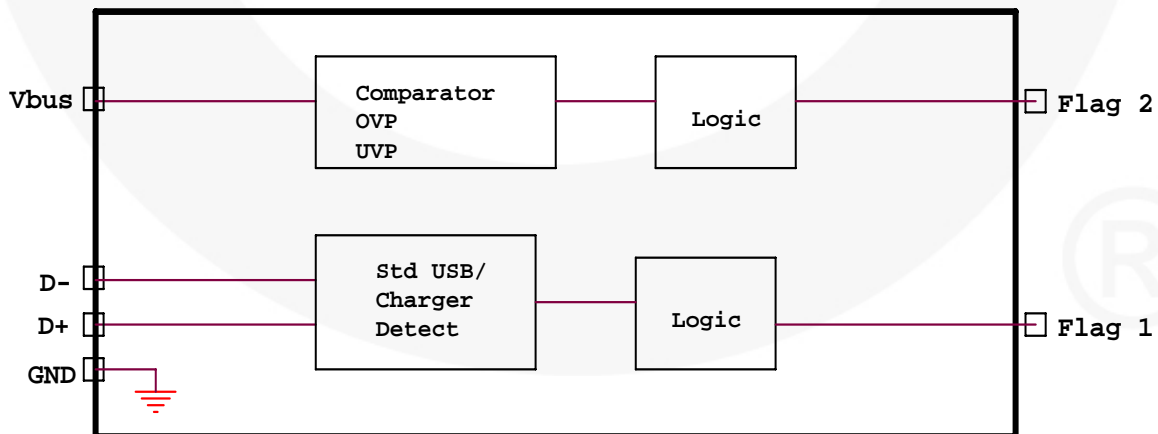 Vbus
Comparator
OVP
UVP
Logic
Flag 2
D-
D+
GND
Std USB/
Charger
Detect
Logic
Flag 1
®